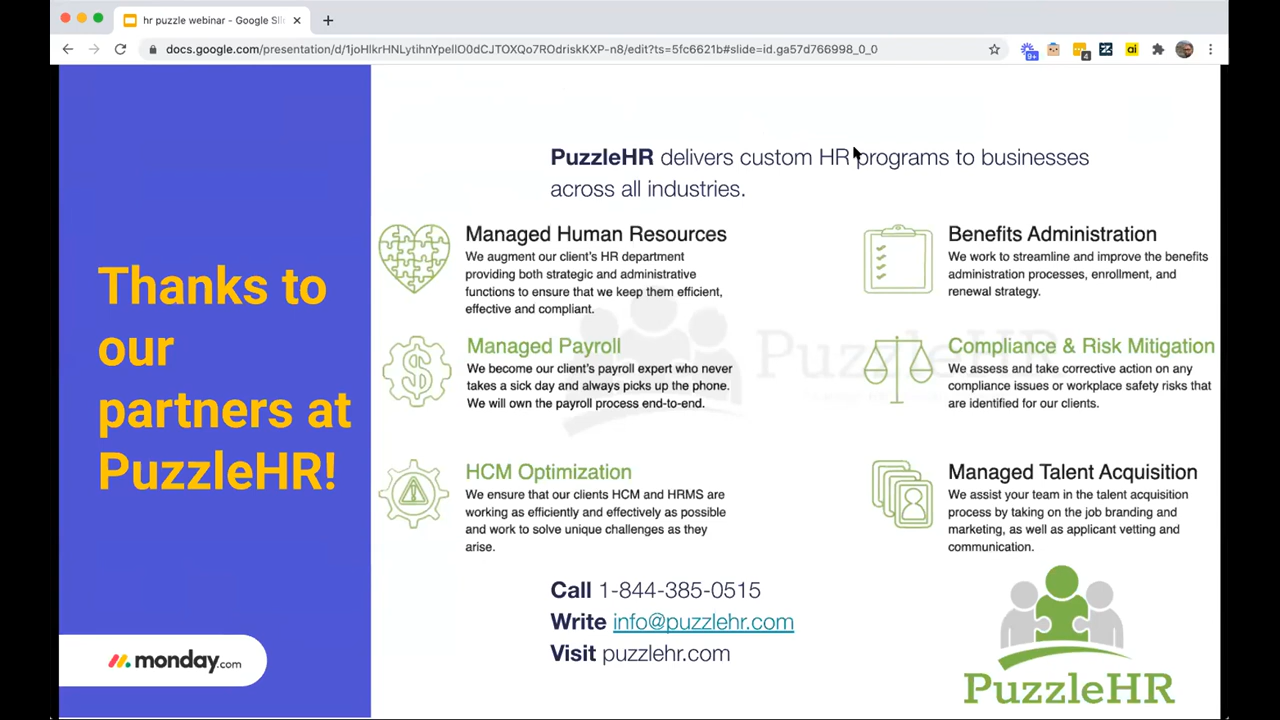 hr puzzle webinar - Google Sli
docs.google.com/presentation/d/1joHlkrHNLytihnYpellO0dCJTOXQo7ROdriskKXP-n8/edit?ts=5fc6621b#slide=id.ga57d766998_0_0
9+
4
ai
PuzzleHR delivers custom HR programs to businesses
across all industries.
Thanks to
our
partners at
PuzzleHR!
Managed Human Resources
We augment our client's HR department
providing both strategic and administrative
functions to ensure that we keep them efficient,
effective and compliant.
Benefits Administration
We work to streamline and improve the benefits
administration processes, enrollment, and
renewal strategy.
Managed Payroll
We become our client's payroll expert who never
takes a sick day and always picks up the phone.
We will own the payroll process end-to-end.
PuzzleHR
Compliance & Risk Mitigation
We assess and take corrective action on any
compliance issues or workplace safety risks that
are identified for our clients.
HCM Optimization
We ensure that our clients HCM and HRMS are
working as efficiently and effectively as possible
and work to solve unique challenges as they
arise.
Managed Talent Acquisition
We assist your team in the talent acquisition
process by taking on the job branding and
marketing, as well as applicant vetting and
communication.
Call 1-844-385-0515
Write info@puzzlehr.com
Visit puzzlehr.com
monday.com
PuzzleHR